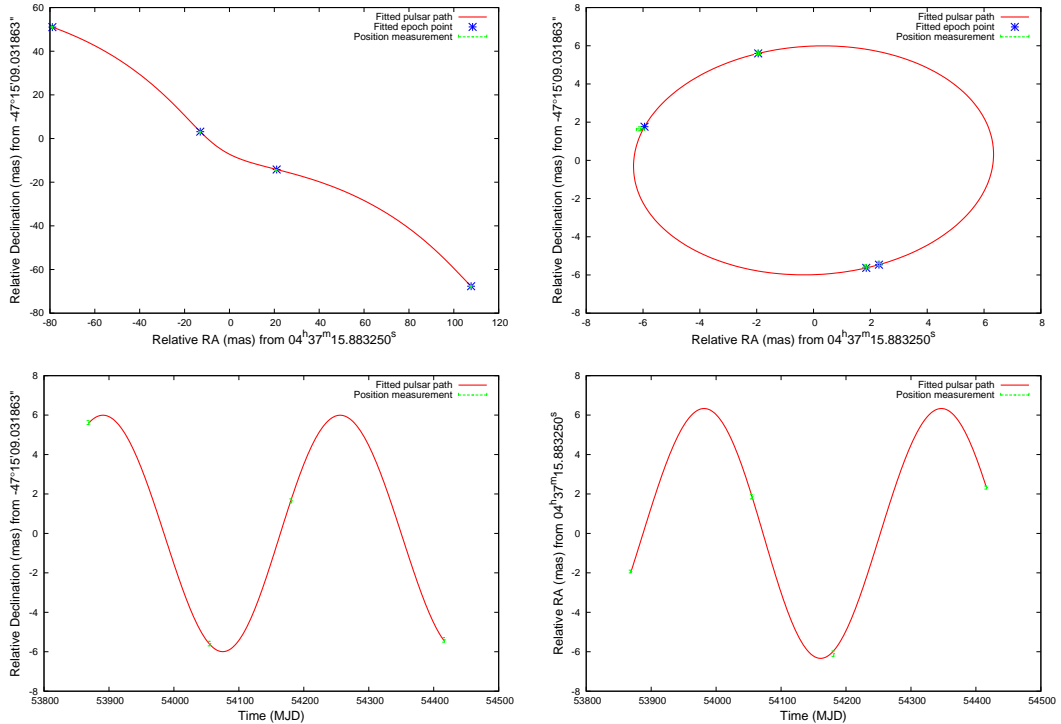 Relative Declination (mas) from -47°15'09.031863"
60
40
20
0
-20
-40
-60
-80
-80 -60 -40 -20 0 20 40 60 80 100 120
Relative RA (mas) from 04h37m15.883250s
Fitted pulsar path
Fitted epoch point
Position measurement
Relative Declination (mas) from -47°15'09.031863"
8
6
4
2
0
-2
-4
-6
-8
-8 -6 -4 -2 0 2 4 6 8
Relative RA (mas) from 04h37m15.883250s
Fitted pulsar path
Fitted epoch point
Position measurement
Relative Declination (mas) from -47°15'09.031863"
8
6
4
2
0
-2
-4
-6
-8
53800 53900 54000 54100 54200 54300 54400 54500
Time (MJD)
Fitted pulsar path
Position measurement
Relative RA (mas) from 04h37m15.883250s
8
6
4
2
0
-2
-4
-6
-8
53800 53900 54000 54100 54200 54300 54400 54500
Time (MJD)
Fitted pulsar path
Position measurement